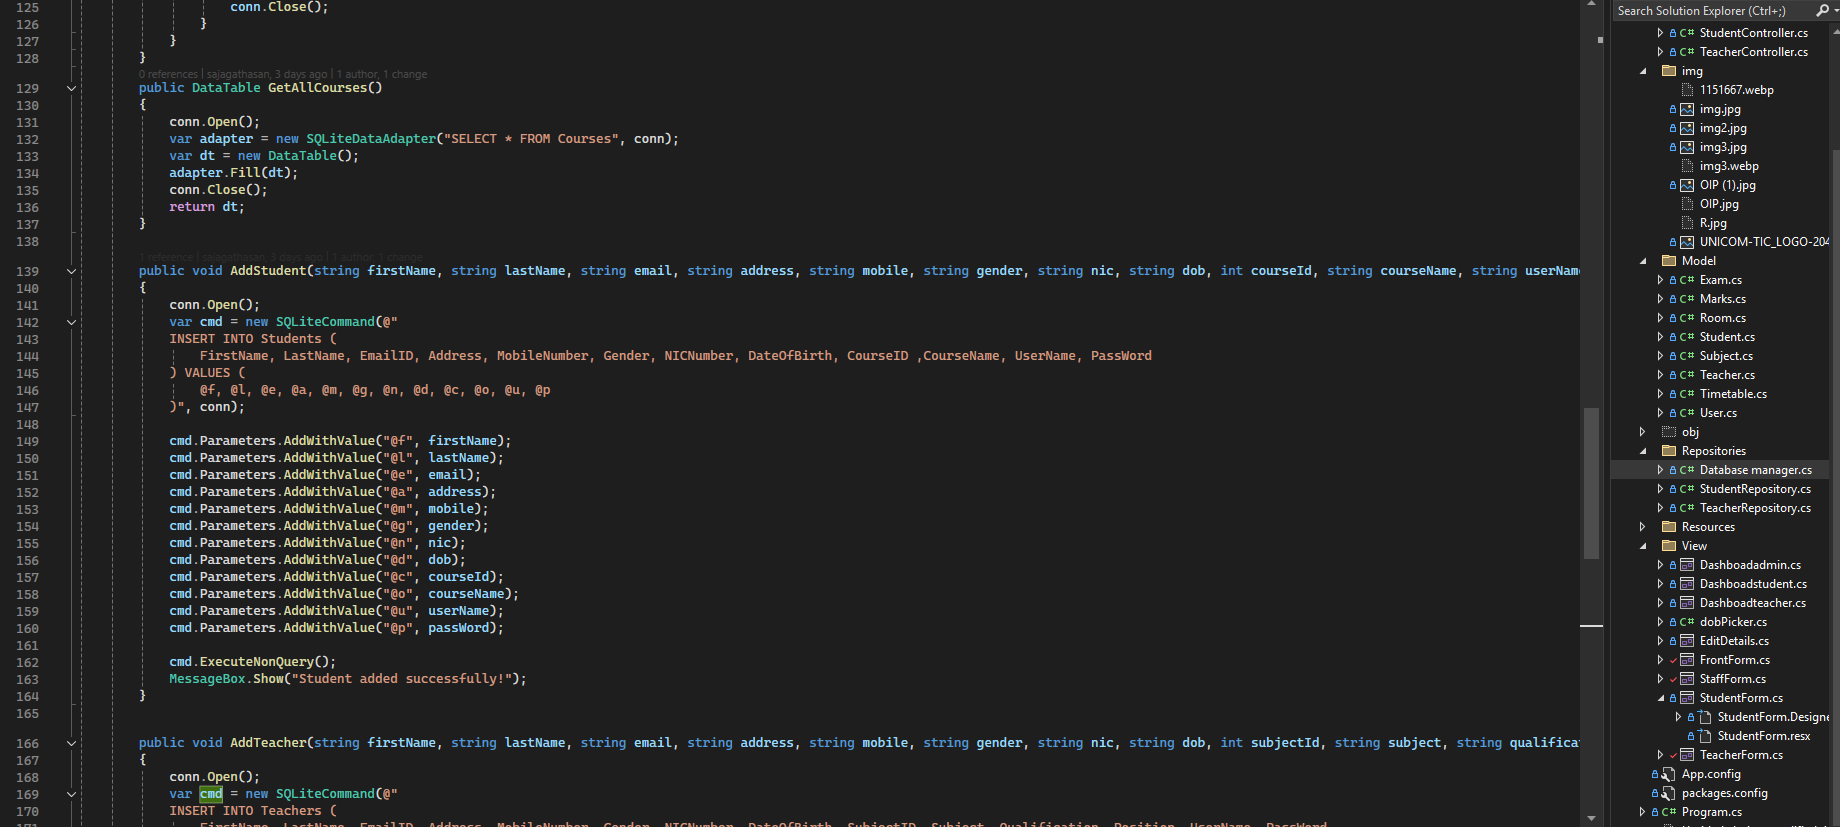 125 conn.Close();
126 }
127 }
128 }
0 references | sajagathasan, 3 days ago | 1 author, 1 change
129 public DataTable GetAllCourses()
130 {
131 conn.Open();
132 var adapter = new SQLiteDataAdapter("SELECT * FROM Courses", conn);
133 var dt = new DataTable();
134 adapter.Fill(dt);
135 conn.Close();
136 return dt;
137 }
138
1 reference | sajagathasan, 3 days ago | 1 author, 1 change
139 public void AddStudent(string firstName, string lastName, string email, string address, string mobile, string gender, string nic, string dob, int courseId, string courseName, string userName
140 {
141 conn.Open();
142 var cmd = new SQLiteCommand(@"
143 INSERT INTO Students (
144 FirstName, LastName, EmailID, Address, MobileNumber, Gender, NICNumber, DateOfBirth, CourseID ,CourseName, UserName, PassWord
145 ) VALUES (
146 @f, @l, @e, @a, @m, @g, @n, @d, @c, @o, @u, @p
147 )", conn);
148
149 cmd.Parameters.AddWithValue("@f", firstName);
150 cmd.Parameters.AddWithValue("@l", lastName);
151 cmd.Parameters.AddWithValue("@e", email);
152 cmd.Parameters.AddWithValue("@a", address);
153 cmd.Parameters.AddWithValue("@m", mobile);
154 cmd.Parameters.AddWithValue("@g", gender);
155 cmd.Parameters.AddWithValue("@n", nic);
156 cmd.Parameters.AddWithValue("@d", dob);
157 cmd.Parameters.AddWithValue("@c", courseId);
158 cmd.Parameters.AddWithValue("@o", courseName);
159 cmd.Parameters.AddWithValue("@u", userName);
160 cmd.Parameters.AddWithValue("@p", passWord);
161
162 cmd.ExecuteNonQuery();
163 MessageBox.Show("Student added successfully!");
164 }
165
166 public void AddTeacher(string firstName, string lastName, string email, string address, string mobile, string gender, string nic, string dob, int subjectId, string subject, string qualifica
167 {
168 conn.Open();
169 var cmd = new SQLiteCommand(@"
170 INSERT INTO Teachers (
171 FirstName, LastName, EmailID, Address, MobileNumber, Gender, NICNumber, DateOfBirth, SubjectID, Subject, Qualification, Position, UserName, PassWord
Search Solution Explorer (Ctrl+;)
C# StudentController.cs
C# TeacherController.cs
img
1151667.webp
img.jpg
img2.jpg
img3.jpg
img3.webp
OIP (1).jpg
OIP.jpg
R.jpg
UNICOM-TIC_LOGO-204
Model
C# Exam.cs
C# Marks.cs
C# Room.cs
C# Student.cs
C# Subject.cs
C# Teacher.cs
C# Timetable.cs
C# User.cs
obj
Repositories
C# Database manager.cs
C# StudentRepository.cs
C# TeacherRepository.cs
Resources
View
Dashboadadmin.cs
Dashboadstudent.cs
Dashboadteacher.cs
C# dobPicker.cs
EditDetails.cs
FrontForm.cs
StaffForm.cs
StudentForm.cs
StudentForm.Designe
StudentForm.resx
TeacherForm.cs
App.config
packages.config
C# Program.cs